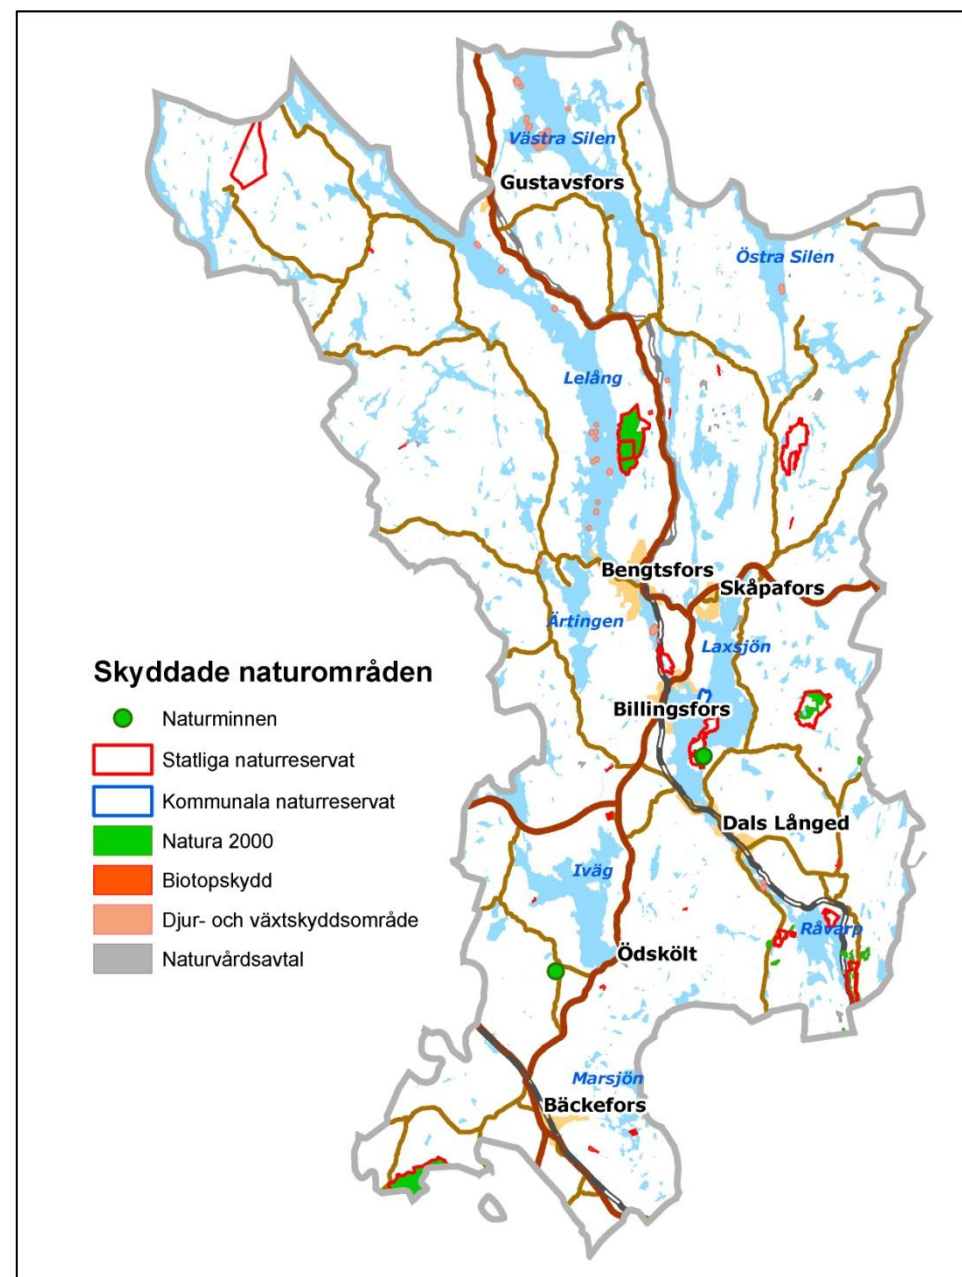 Västra Silen
Gustavsfors
Östra Silen
Lelång
Bengtsfors
Skåpafors
Ärtingen
Laxsjön
Billingsfors
Dals Långed
Iväg
Råvarp
Ödskölt
Marsjön
Bäckefors
Skyddade naturområden
Naturminnen
Statliga naturreservat
Kommunala naturreservat
Natura 2000
Biotopskydd
Djur- och växtskyddsområde
Naturvårdsavtal